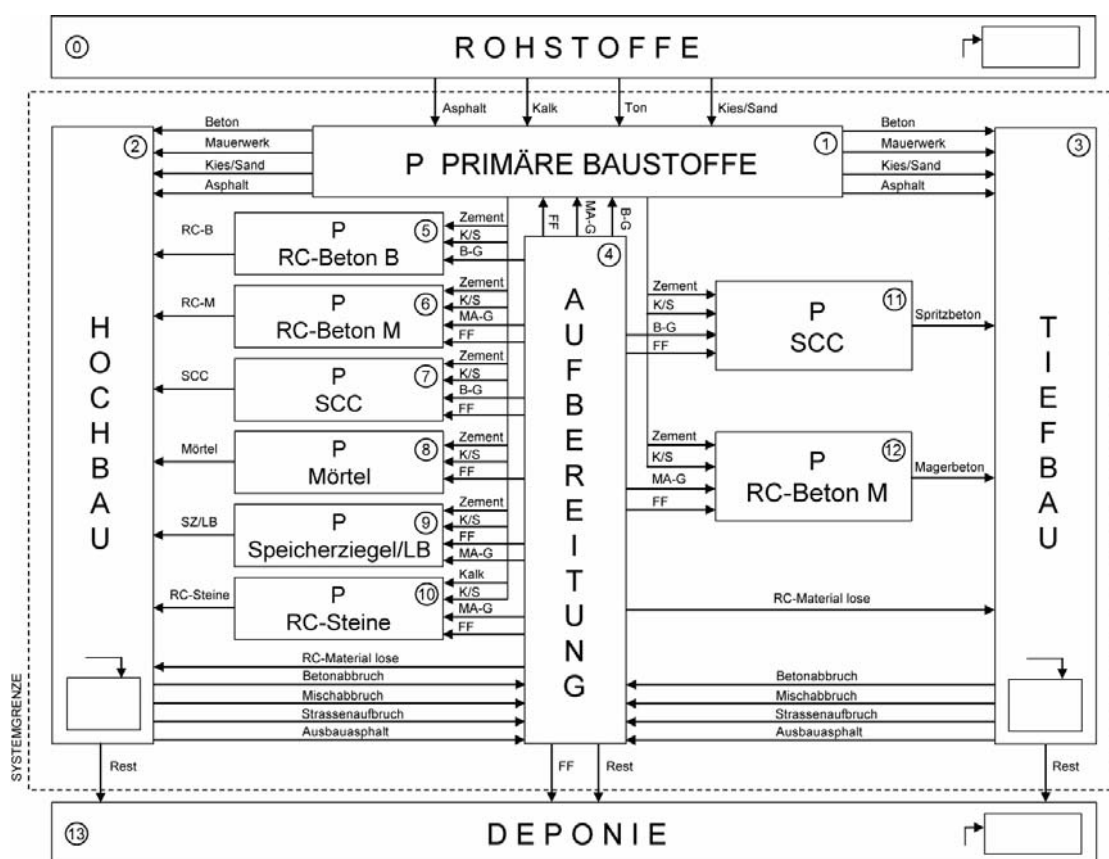 0
ROHSTOFFE
Asphalt
Kalk
Ton
Kies/Sand
Beton
Mauerwerk
Kies/Sand
Asphalt
2
1
P PRIMÄRE BAUSTOFFE
Beton
Mauerwerk
Kies/Sand
Asphalt
3
FF
MA-G
B-G
HOCHBAU
RC-B
P
RC-Beton B
5
Zement
K/S
B-G
RC-M
P
RC-Beton M
6
Zement
K/S
MA-G
FF
SCC
P
SCC
7
Zement
K/S
B-G
FF
Mörtel
P
Mörtel
8
Zement
K/S
FF
SZ/LB
P
Speicherziegel/LB
9
Zement
K/S
FF
MA-G
RC-Steine
P
RC-Steine
10
Kalk
K/S
MA-G
FF
4
AUFBEREITUNG
Zement
K/S
B-G
FF
P
SCC
11
Spritzbeton
Zement
K/S
MA-G
FF
P
RC-Beton M
12
Magerbeton
TIEFBAU
RC-Material lose
RC-Material lose
Betonabbruch
Mischabbruch
Strassenaufbruch
Ausbauasphalt
Betonabbruch
Mischabbruch
Strassenaufbruch
Ausbauasphalt
SYSTEMGRENZE
Rest
FF
Rest
Rest
13
DEPONIE